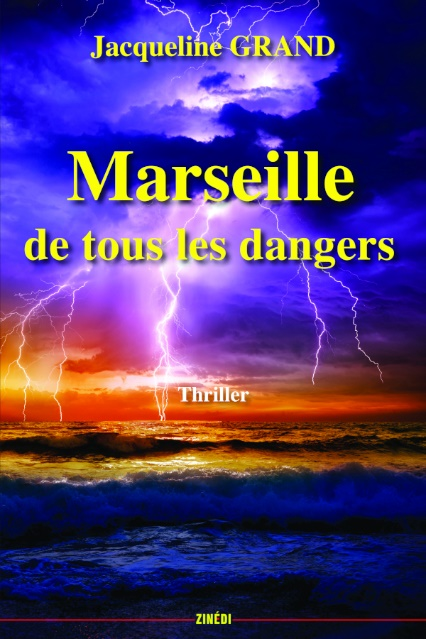 Jacqueline GRAND
Marseille
de tous les dangers
Thriller
ZINÉDI